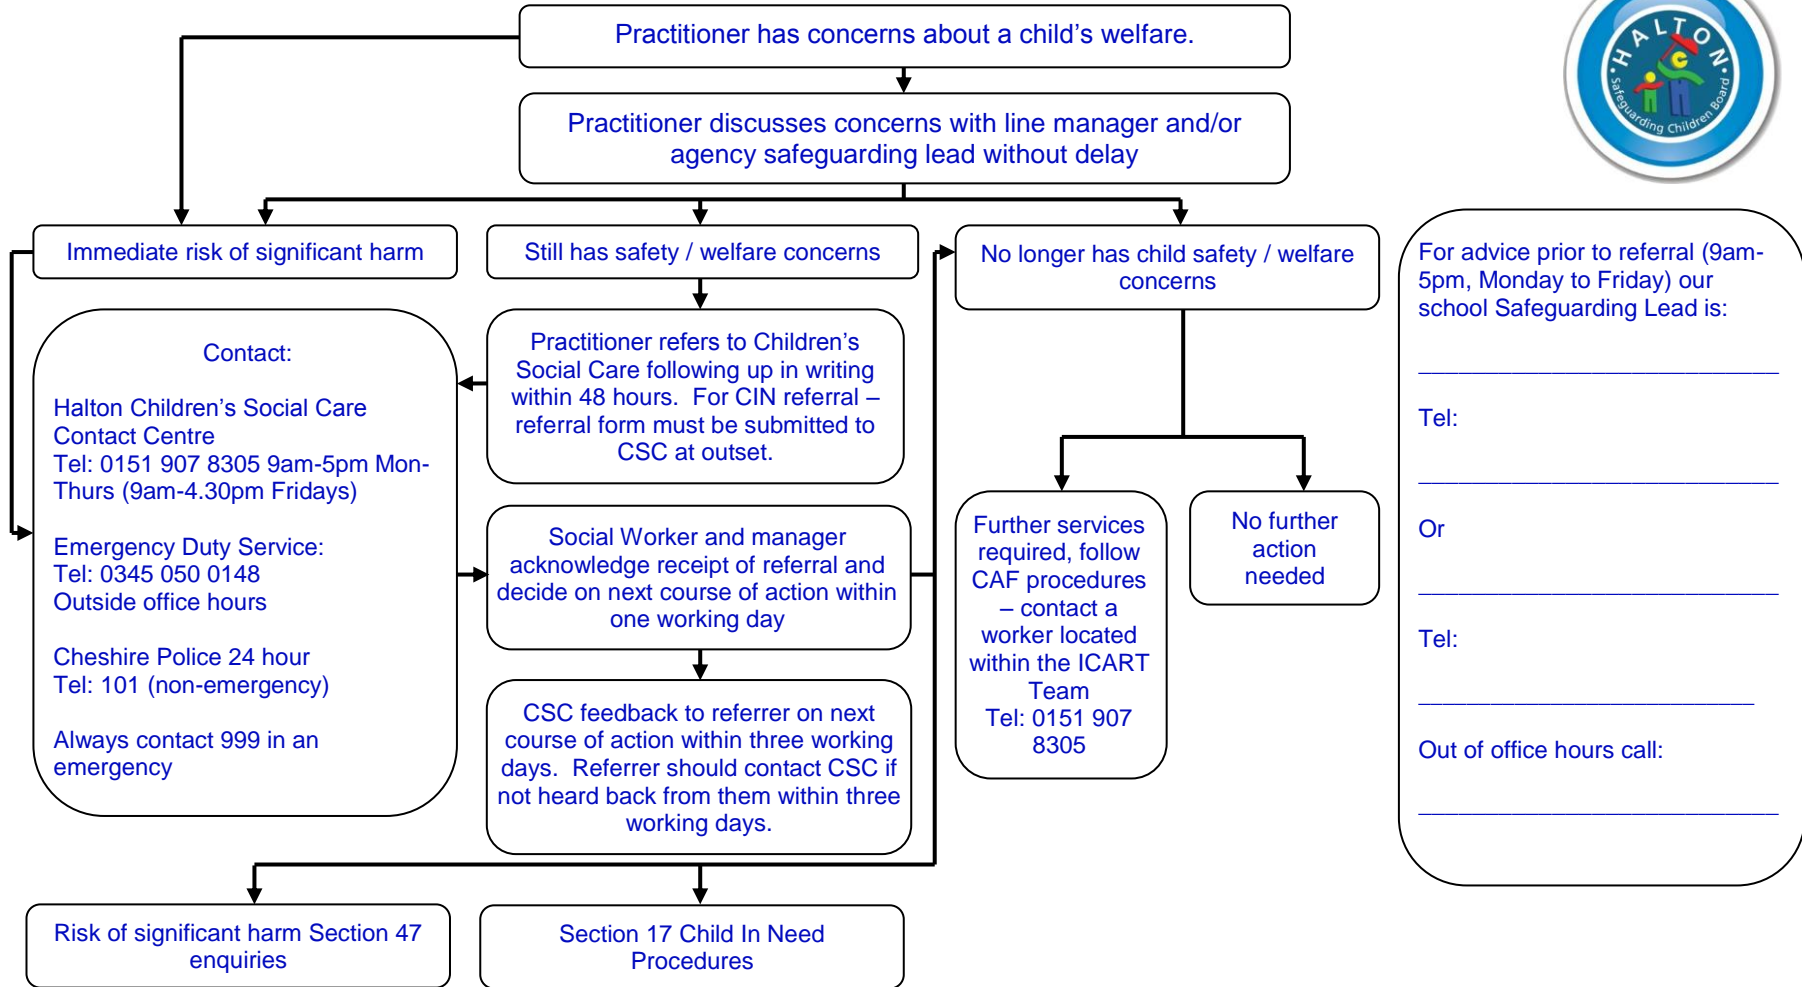 Practitioner has concerns about a child's welfare.
HALTON
Safeguarding Children Board
Practitioner discusses concerns with line manager and/or
agency safeguarding lead without delay
Immediate risk of significant harm
Still has safety / welfare concerns
No longer has child safety / welfare
concerns
Contact:
Halton Children's Social Care
Contact Centre
Tel: 0151 907 8305 9am-5pm Mon-
Thurs (9am-4.30pm Fridays)
Emergency Duty Service:
Tel: 0345 050 0148
Outside office hours
Cheshire Police 24 hour
Tel: 101 (non-emergency)
Always contact 999 in an
emergency
Practitioner refers to Children's
Social Care following up in writing
within 48 hours.  For CIN referral –
referral form must be submitted to
CSC at outset.
Social Worker and manager
acknowledge receipt of referral and
decide on next course of action within
one working day
CSC feedback to referrer on next
course of action within three working
days.  Referrer should contact CSC if
not heard back from them within three
working days.
Further services
required, follow
CAF procedures
– contact a
worker located
within the ICART
Team
Tel: 0151 907
8305
No further
action
needed
For advice prior to referral (9am-
5pm, Monday to Friday) our
school Safeguarding Lead is:
___________________________
Tel:
___________________________
Or
___________________________
Tel:
_________________________
Out of office hours call:
___________________________
Risk of significant harm Section 47
enquiries
Section 17 Child In Need
Procedures